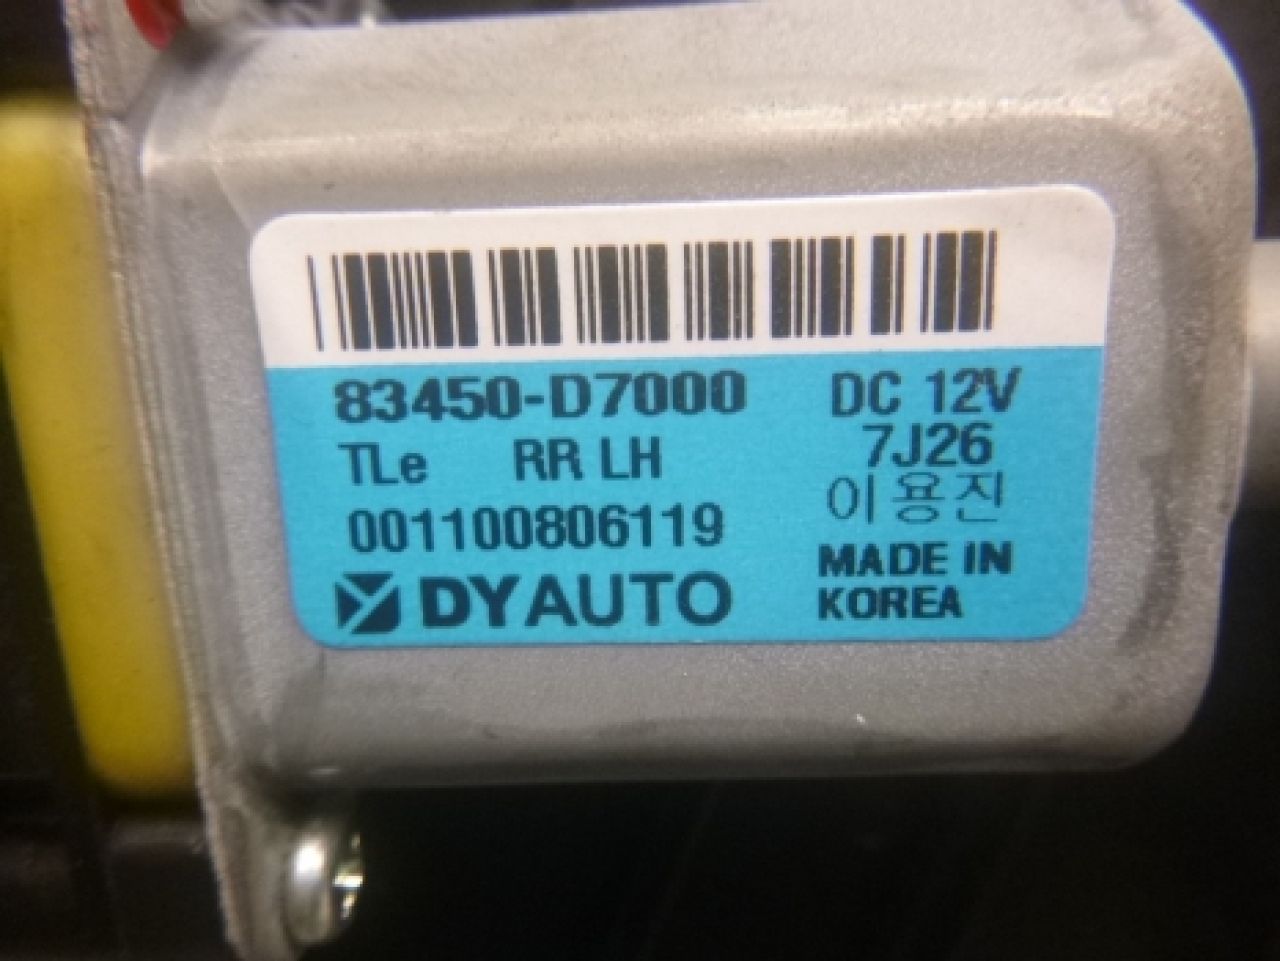 83450-D7000 DC 12V
TLe RR LH 7J26
001100806119 이용진
DYAUTO MADE IN
KOREA